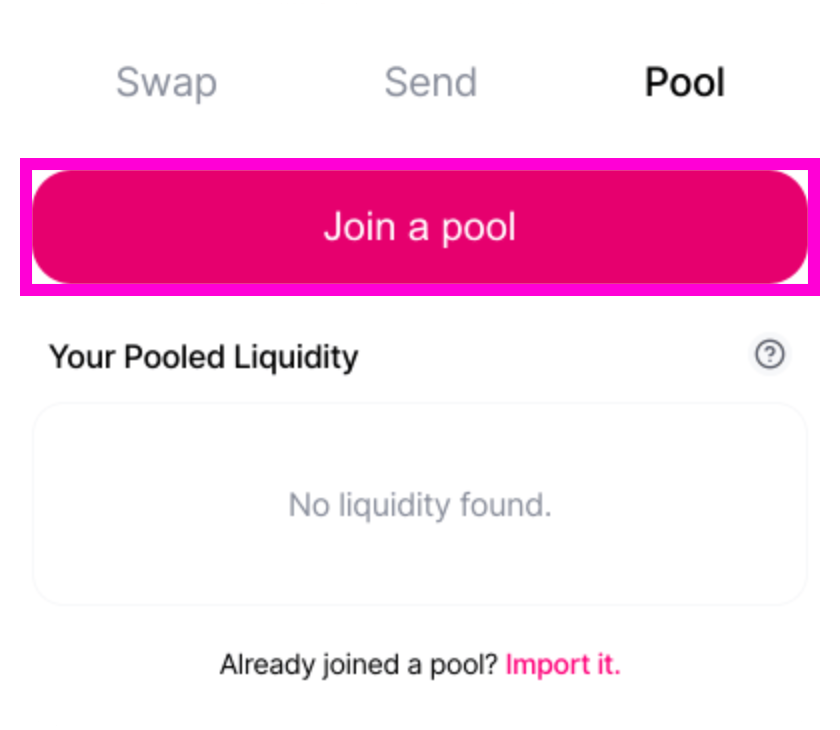 Swap Send Pool
Join a pool
Your Pooled Liquidity ?
No liquidity found.
Already joined a pool? Import it.